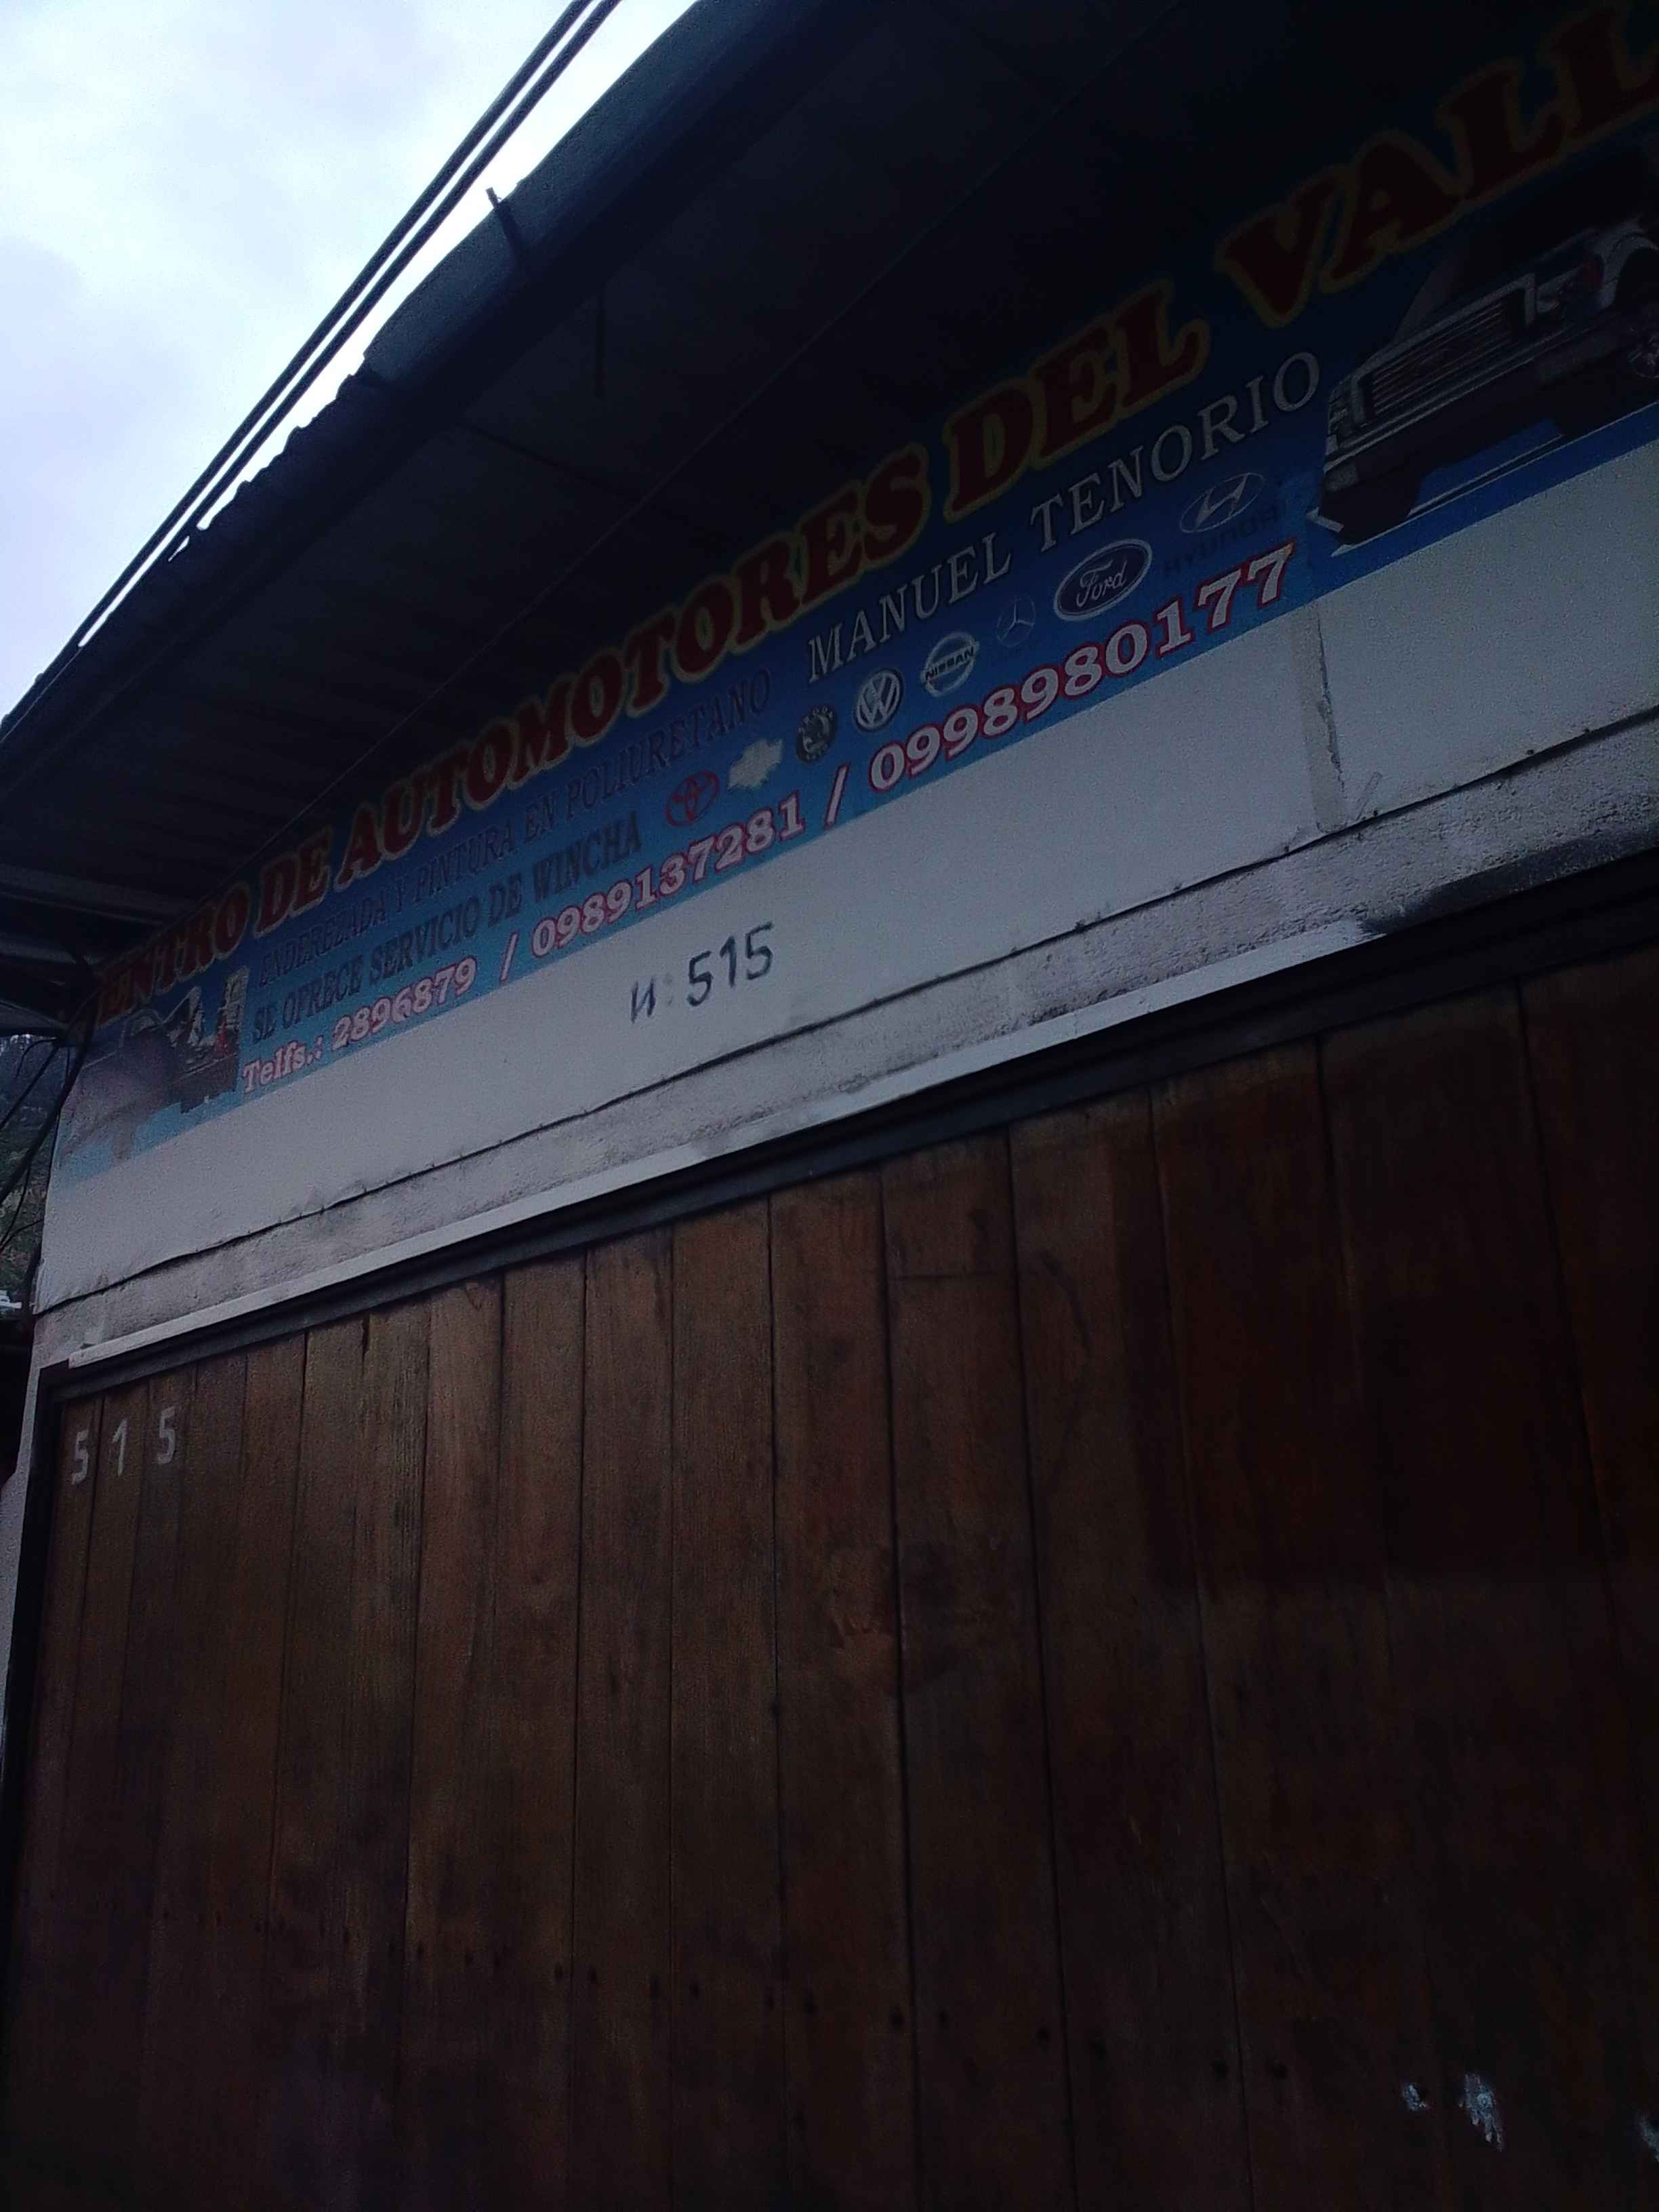 ENTRO DE AUTOMOTORES DEL VALL
ENDEREZADA Y PINTURA EN POLIURETANO MANUEL TENORIO
SE OFRECE SERVICIO DE WINCHA
NISSAN
Ford
HYUNDAI
Telfs.: 2896879 / 0989137281 / 0998980177
N: 515
515